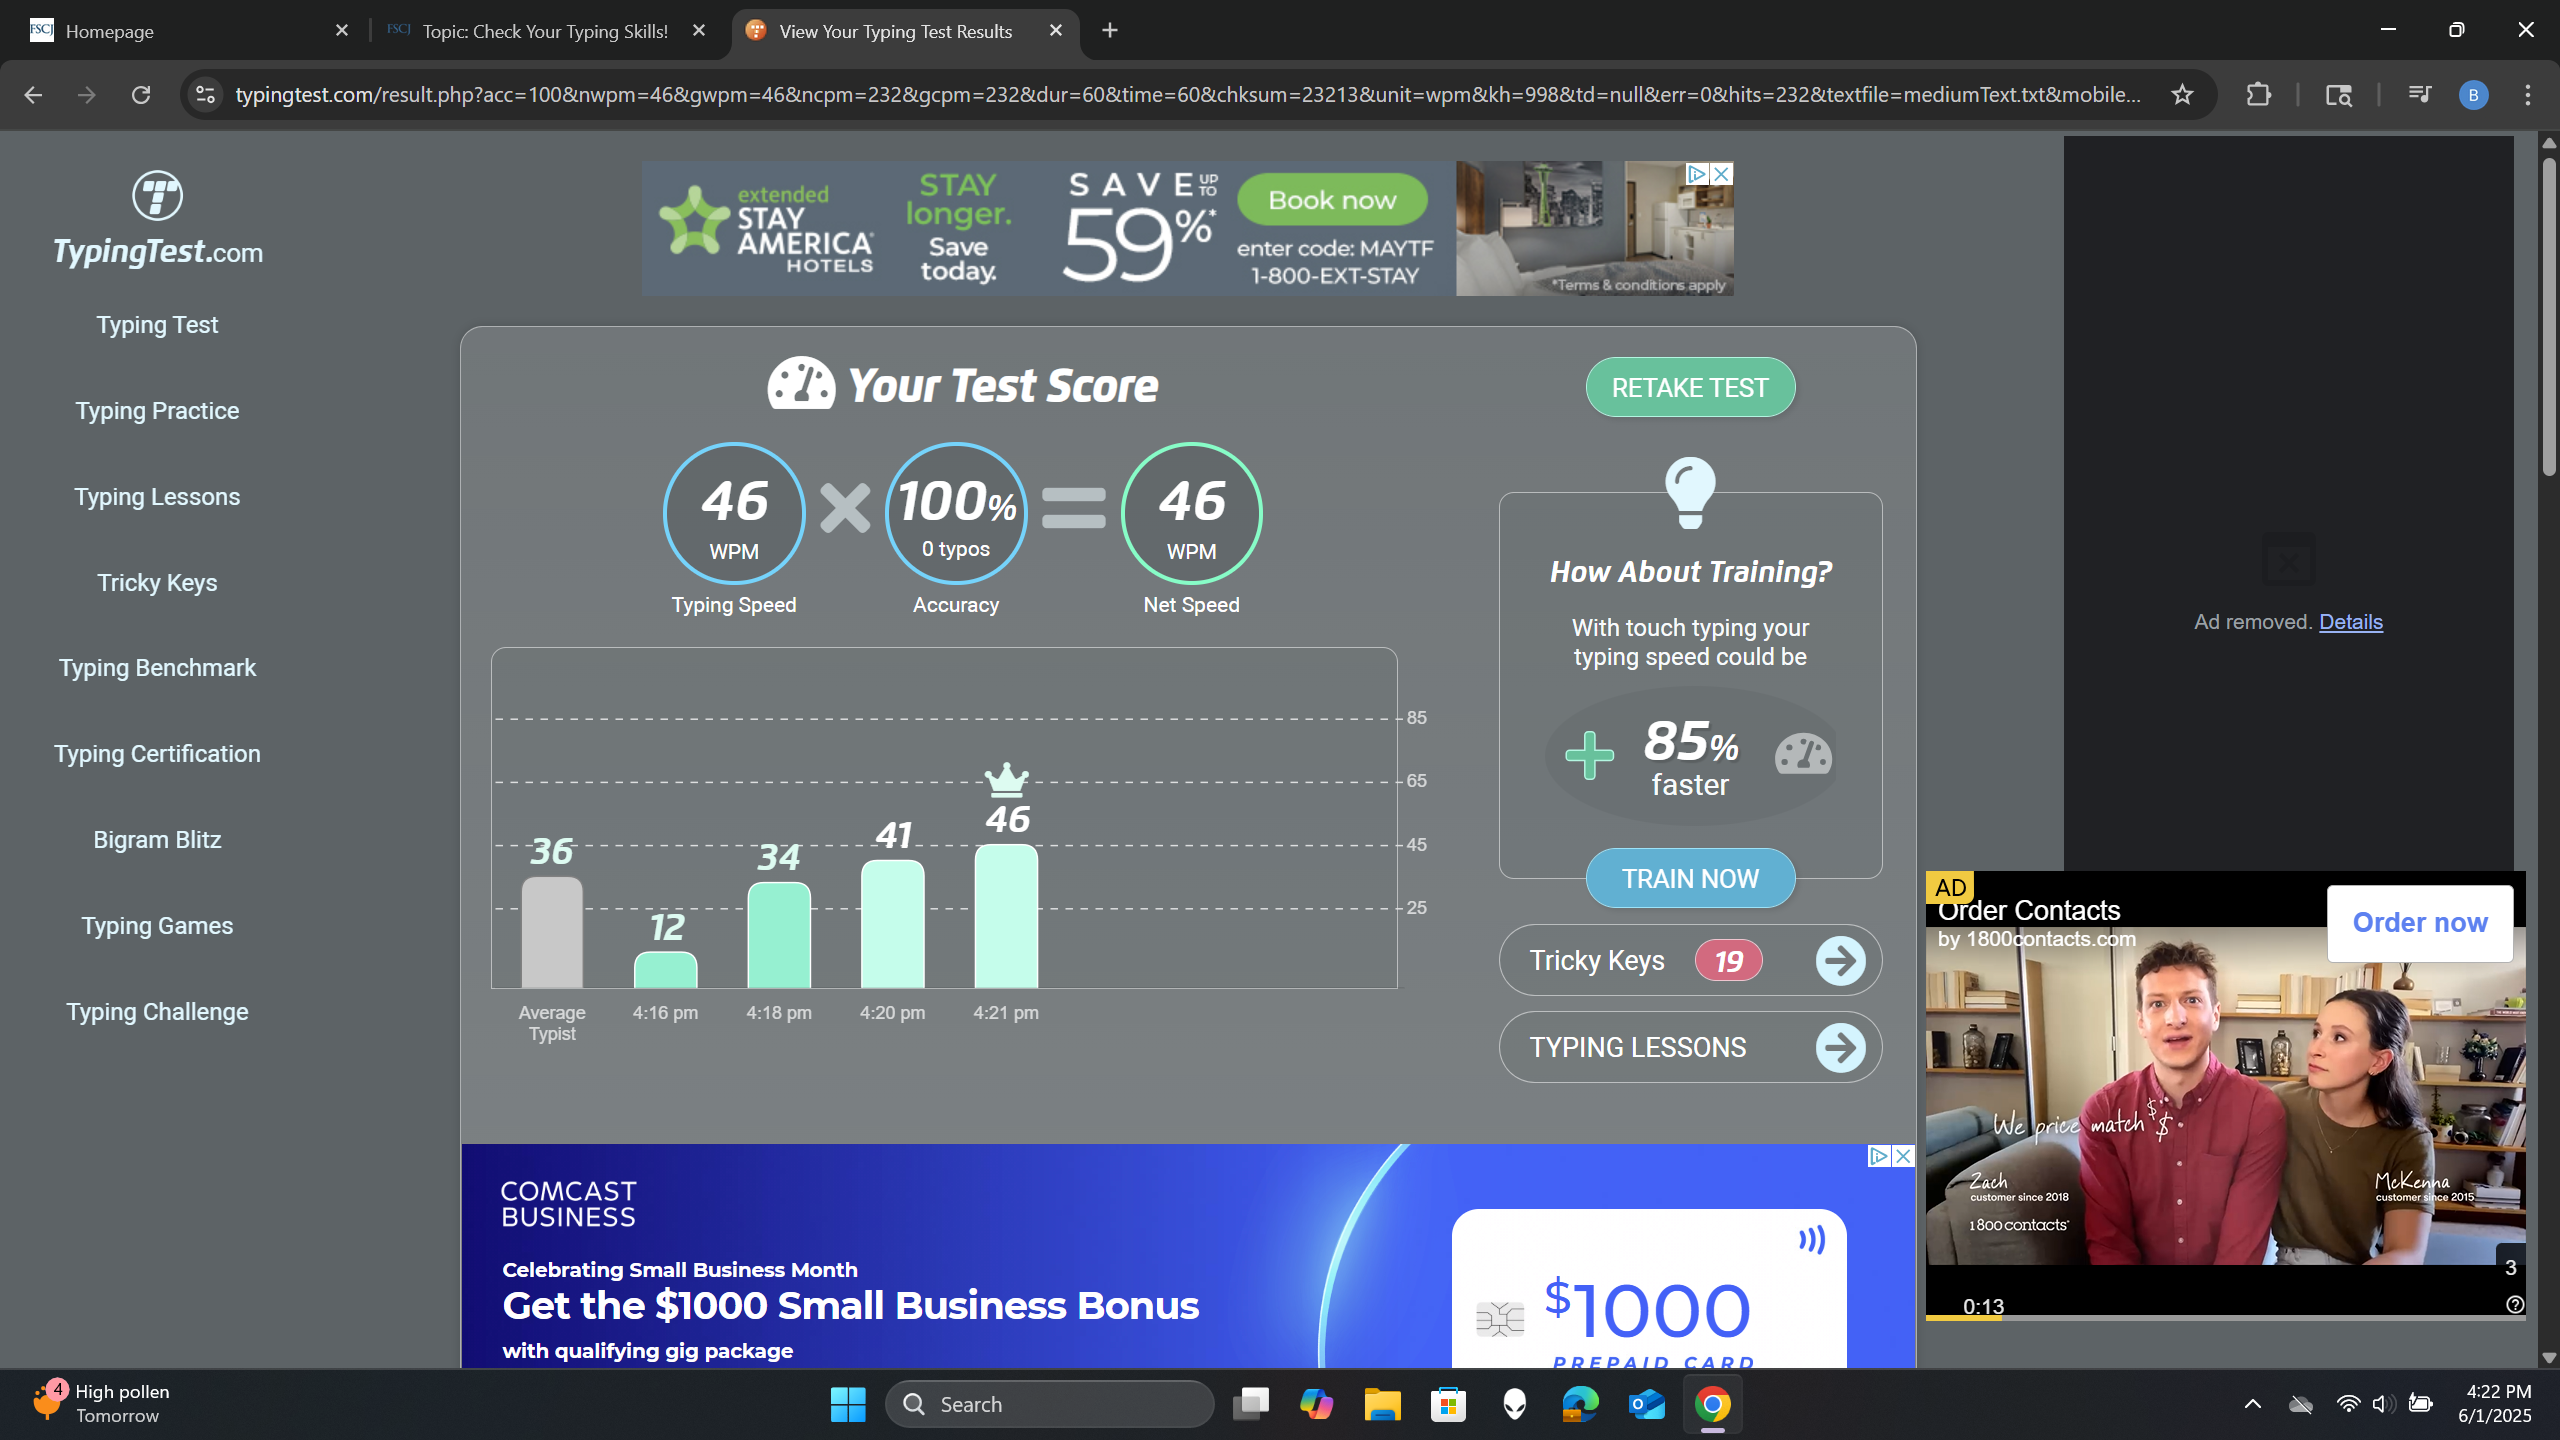 FSCJ Homepage
FSCJ Topic: Check Your Typing Skills!
View Your Typing Test Results
typingtest.com/result.php?acc=100&nwpm=46&gwpm=46&ncpm=232&gcpm=232&dur=60&time=60&chksum=23213&unit=wpm&kh=998&td=null&err=0&hits=232&textfile=mediumText.txt&mobile...
B
TypingTest.com
Typing Test
Typing Practice
Typing Lessons
Tricky Keys
Typing Benchmark
Typing Certification
Bigram Blitz
Typing Games
Typing Challenge
extended
STAY
AMERICA
HOTELS
STAY
longer.
Save
today.
SAVE UP TO
59%*
Book now
enter code: MAYTF
1-800-EXT-STAY
*Terms & conditions apply
Your Test Score
46
WPM
Typing Speed
100%
0 typos
Accuracy
46
WPM
Net Speed
85
65
45
25
36
12
34
41
46
Average
Typist
4:16 pm
4:18 pm
4:20 pm
4:21 pm
RETAKE TEST
How About Training?
With touch typing your
typing speed could be
85%
faster
TRAIN NOW
Tricky Keys 19
TYPING LESSONS
Ad removed. Details
AD
Order Contacts
by 1800contacts.com
Order now
We price match $ $
Zach
customer since 2018
McKenna
customer since 2015
1800contacts
3
0:13
COMCAST
BUSINESS
Celebrating Small Business Month
Get the $1000 Small Business Bonus
with qualifying gig package
$1000
PREPAID CARD
4
High pollen
Tomorrow
Search
4:22 PM
6/1/2025